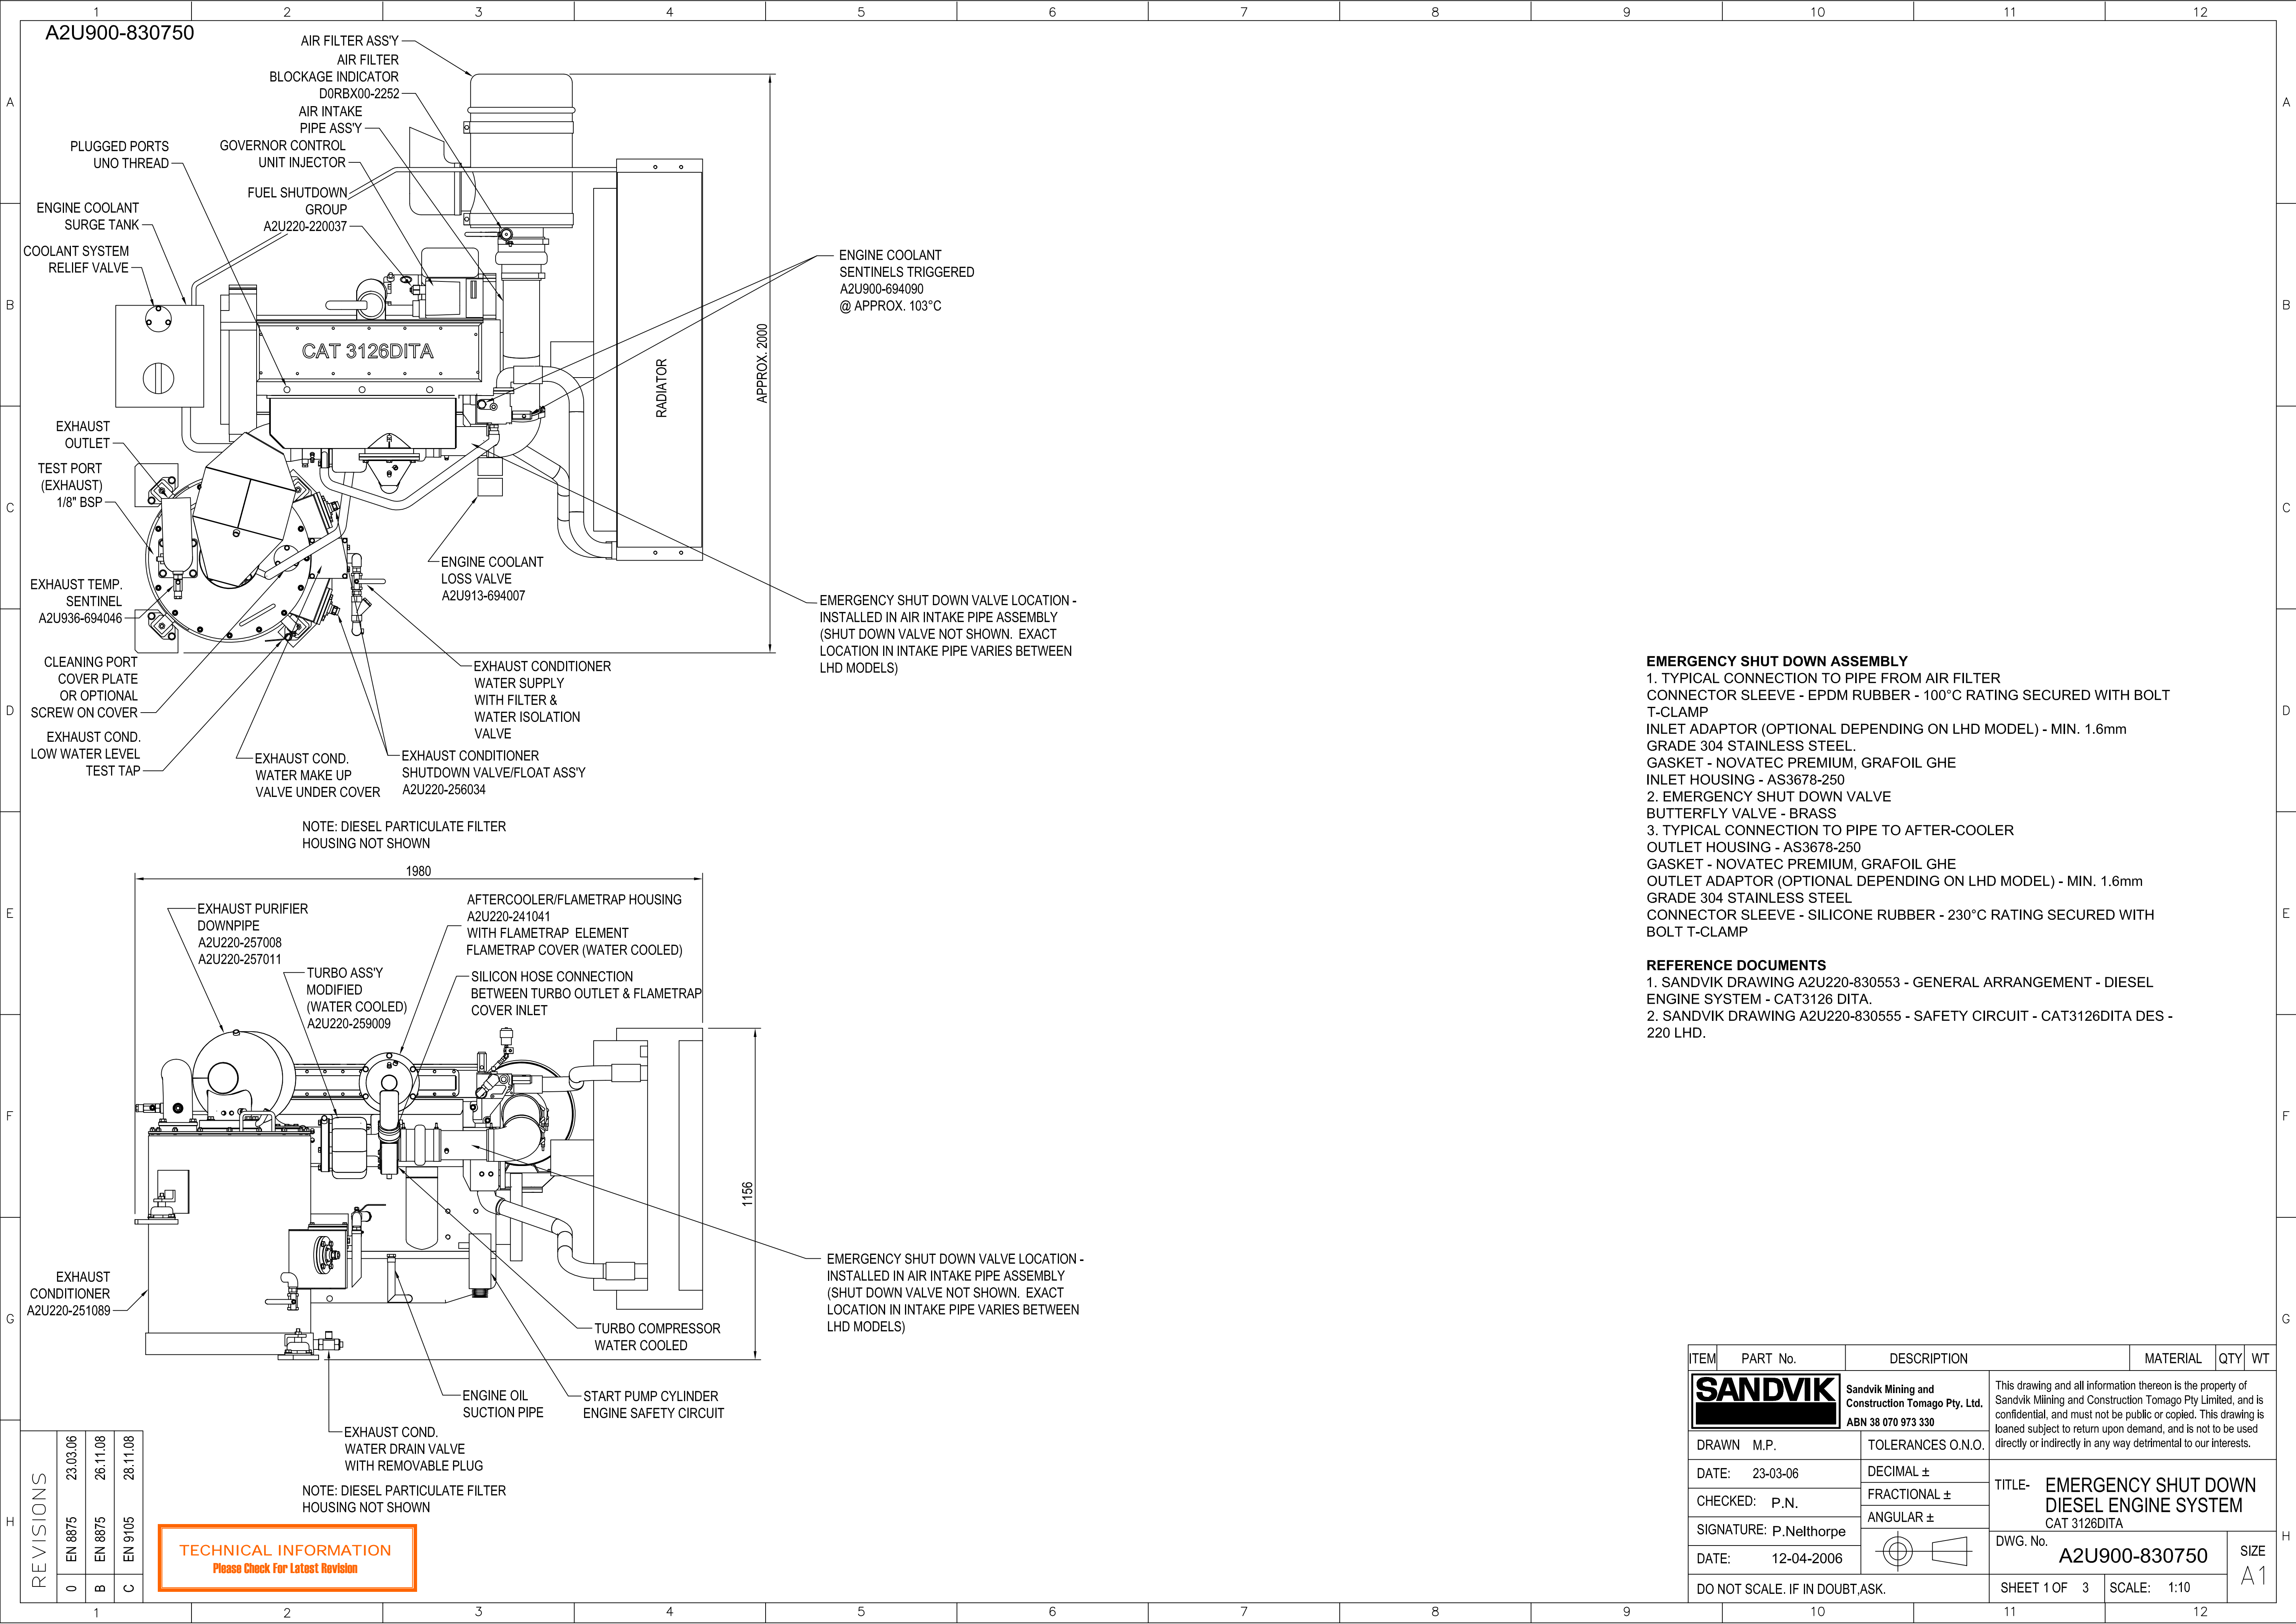 1 2 3 4 5 6 7 8 9 10 11 12
A2U900-830750
AIR FILTER ASS'Y
AIR FILTER
BLOCKAGE INDICATOR
D0RBX00-2252
AIR INTAKE
PIPE ASS'Y
GOVERNOR CONTROL
UNIT INJECTOR
FUEL SHUTDOWN
GROUP
A2U220-220037
PLUGGED PORTS
UNO THREAD
ENGINE COOLANT
SURGE TANK
COOLANT SYSTEM
RELIEF VALVE
CAT 3126DITA
RADIATOR
APPROX. 2000
ENGINE COOLANT
SENTINELS TRIGGERED
A2U900-694090
@ APPROX. 103°C
EXHAUST
OUTLET
TEST PORT
(EXHAUST)
1/8" BSP
EXHAUST TEMP.
SENTINEL
A2U936-694046
CLEANING PORT
COVER PLATE
OR OPTIONAL
SCREW ON COVER
EXHAUST COND.
LOW WATER LEVEL
TEST TAP
ENGINE COOLANT
LOSS VALVE
A2U913-694007
EMERGENCY SHUT DOWN VALVE LOCATION -
INSTALLED IN AIR INTAKE PIPE ASSEMBLY
(SHUT DOWN VALVE NOT SHOWN. EXACT
LOCATION IN INTAKE PIPE VARIES BETWEEN
LHD MODELS)
EXHAUST CONDITIONER
WATER SUPPLY
WITH FILTER &
WATER ISOLATION
VALVE
EXHAUST COND.
WATER MAKE UP
VALVE UNDER COVER
EXHAUST CONDITIONER
SHUTDOWN VALVE/FLOAT ASS'Y
A2U220-256034
NOTE: DIESEL PARTICULATE FILTER
HOUSING NOT SHOWN
1980
EXHAUST PURIFIER
DOWNPIPE
A2U220-257008
A2U220-257011
TURBO ASS'Y
MODIFIED
(WATER COOLED)
A2U220-259009
AFTERCOOLER/FLAMETRAP HOUSING
A2U220-241041
WITH FLAMETRAP ELEMENT
FLAMETRAP COVER (WATER COOLED)
SILICON HOSE CONNECTION
BETWEEN TURBO OUTLET & FLAMETRAP
COVER INLET
1156
EXHAUST
CONDITIONER
A2U220-251089
EMERGENCY SHUT DOWN VALVE LOCATION -
INSTALLED IN AIR INTAKE PIPE ASSEMBLY
(SHUT DOWN VALVE NOT SHOWN. EXACT
LOCATION IN INTAKE PIPE VARIES BETWEEN
LHD MODELS)
TURBO COMPRESSOR
WATER COOLED
ENGINE OIL
SUCTION PIPE
START PUMP CYLINDER
ENGINE SAFETY CIRCUIT
EXHAUST COND.
WATER DRAIN VALVE
WITH REMOVABLE PLUG
NOTE: DIESEL PARTICULATE FILTER
HOUSING NOT SHOWN
EMERGENCY SHUT DOWN ASSEMBLY
1. TYPICAL CONNECTION TO PIPE FROM AIR FILTER
CONNECTOR SLEEVE - EPDM RUBBER - 100°C RATING SECURED WITH BOLT
T-CLAMP
INLET ADAPTOR (OPTIONAL DEPENDING ON LHD MODEL) - MIN. 1.6mm
GRADE 304 STAINLESS STEEL.
GASKET - NOVATEC PREMIUM, GRAFOIL GHE
INLET HOUSING - AS3678-250
2. EMERGENCY SHUT DOWN VALVE
BUTTERFLY VALVE - BRASS
3. TYPICAL CONNECTION TO PIPE TO AFTER-COOLER
OUTLET HOUSING - AS3678-250
GASKET - NOVATEC PREMIUM, GRAFOIL GHE
OUTLET ADAPTOR (OPTIONAL DEPENDING ON LHD MODEL) - MIN. 1.6mm
GRADE 304 STAINLESS STEEL
CONNECTOR SLEEVE - SILICONE RUBBER - 230°C RATING SECURED WITH
BOLT T-CLAMP
REFERENCE DOCUMENTS
1. SANDVIK DRAWING A2U220-830553 - GENERAL ARRANGEMENT - DIESEL
ENGINE SYSTEM - CAT3126 DITA.
2. SANDVIK DRAWING A2U220-830555 - SAFETY CIRCUIT - CAT3126DITA DES -
220 LHD.
REVISIONS
0 EN 8875 23.03.06
B EN 8875 26.11.08
C EN 9105 28.11.08
TECHNICAL INFORMATION
Please Check For Latest Revision
ITEM PART No. DESCRIPTION MATERIAL QTY WT
SANDVIK
Sandvik Mining and
Construction Tomago Pty. Ltd.
ABN 38 070 973 330
This drawing and all information thereon is the property of
Sandvik Miining and Construction Tomago Pty Limited, and is
confidential, and must not be public or copied. This drawing is
loaned subject to return upon demand, and is not to be used
directly or indirectly in any way detrimental to our interests.
DRAWN M.P.
DATE: 23-03-06
CHECKED: P.N.
SIGNATURE: P.Nelthorpe
DATE: 12-04-2006
TOLERANCES O.N.O.
DECIMAL ±
FRACTIONAL ±
ANGULAR ±
TITLE- EMERGENCY SHUT DOWN
DIESEL ENGINE SYSTEM
CAT 3126DITA
DWG. No. A2U900-830750
SIZE A1
DO NOT SCALE. IF IN DOUBT,ASK.
SHEET 1 OF 3 SCALE: 1:10
A B C D E F G H
A B C D E F G H
1 2 3 4 5 6 7 8 9 10 11 12